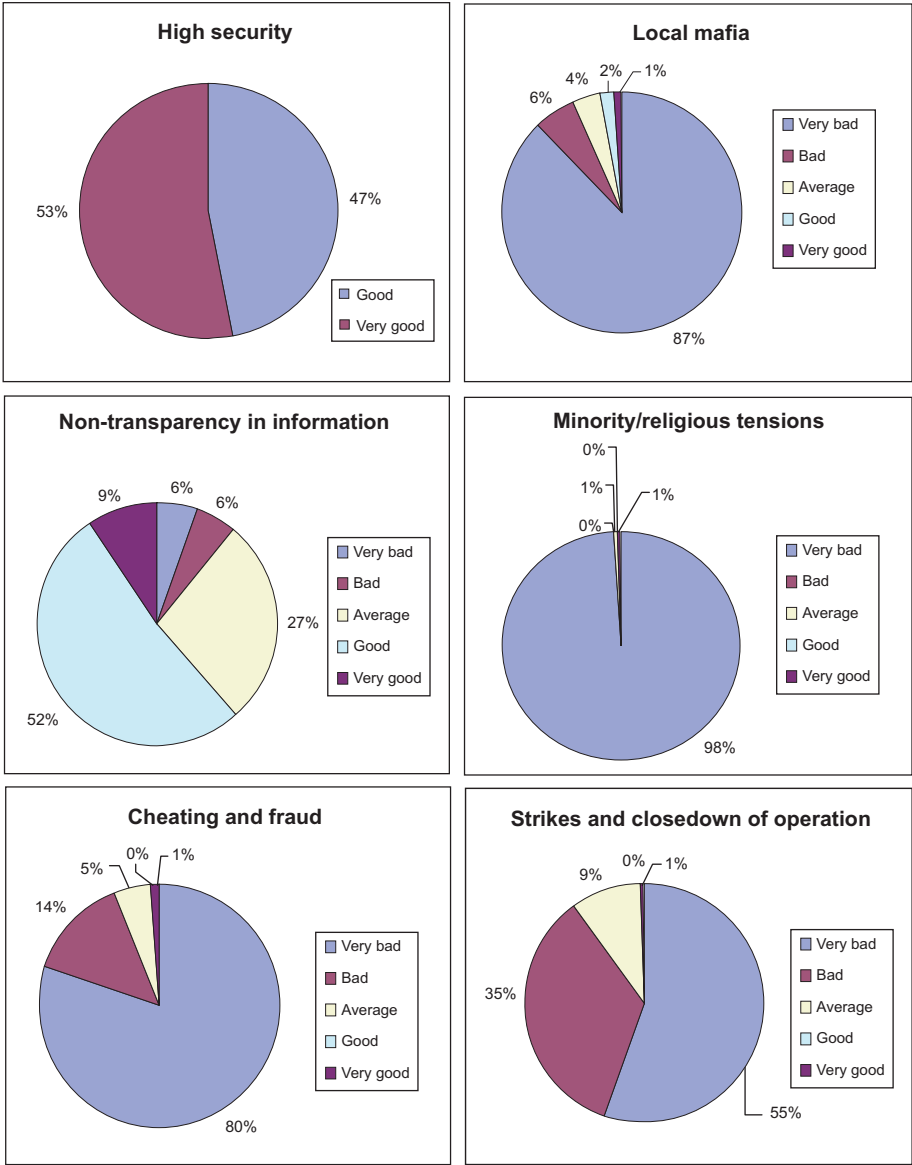 High security
53%
47%
Good
Very good
Local mafia
6%
4%
2%
1%
87%
Very bad
Bad
Average
Good
Very good
Non-transparency in information
9%
6%
6%
27%
52%
Very bad
Bad
Average
Good
Very good
Minority/religious tensions
0%
1%
1%
0%
98%
Very bad
Bad
Average
Good
Very good
Cheating and fraud
14%
5%
0%
1%
80%
Very bad
Bad
Average
Good
Very good
Strikes and closedown of operation
9%
0%
1%
35%
55%
Very bad
Bad
Average
Good
Very good